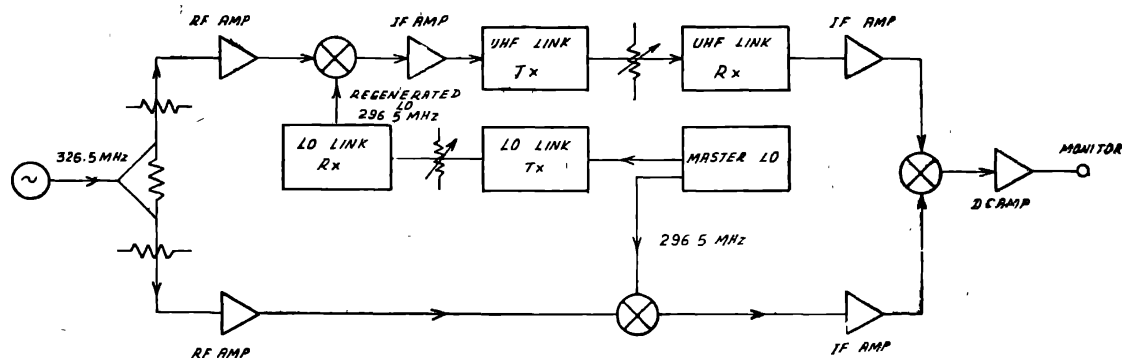 RF AMP
IF AMP
IF AMP
UHF LINK
Tx
UHF LINK
Rx
REGENERATED
LO
296 5 MHz
326.5 MHz
~
LO LINK
Rx
LO LINK
Tx
MASTER LO
MONITOR
DC AMP
296 5 MHz
RF AMP
IF AMP